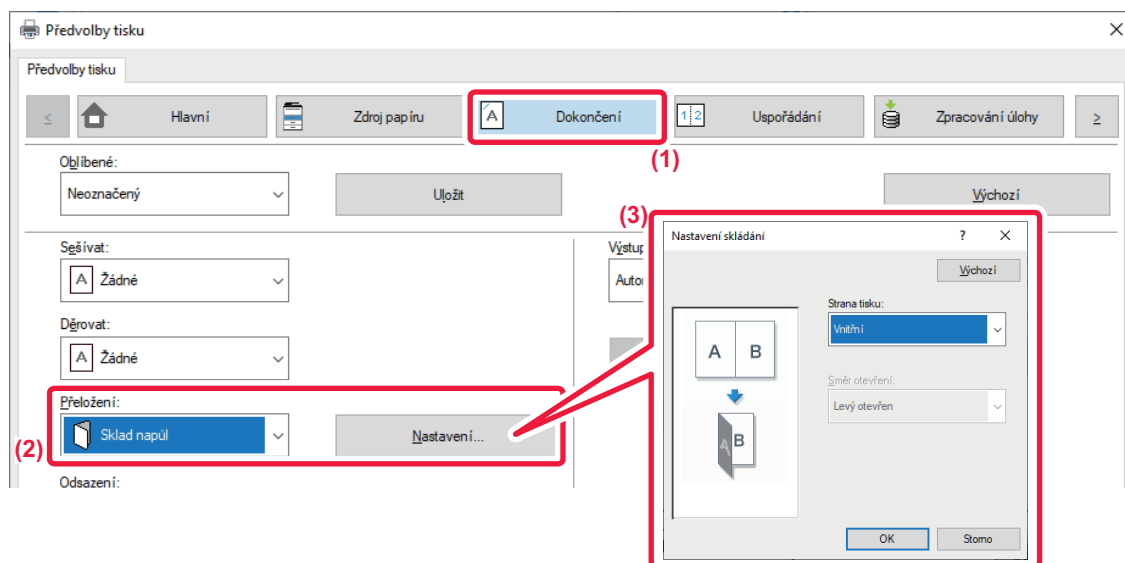 Předvolby tisku
Předvolby tisku
<
Hlavní
Zdroj papíru
A
Dokončení
1 2
Uspořádání
Zpracování úlohy
>
(1)
Oblíbené:
Neoznačený
Uložit
Výchozí
(3)
Sešívat:
A Žádné
Děrovat:
A Žádné
Přeložení:
(2)
Sklad napůl
Nastavení...
Odsazení:
Výstup
Auto
Nastavení skládání
?
Výchozí
Strana tisku:
Vnitřní
A B
Směr otevření:
Levý otevřen
A B
OK
Storno